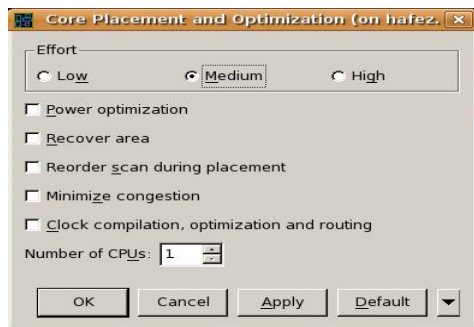 Core Placement and Optimization (on hafez.
Effort
Low Medium High
Power optimization
Recover area
Reorder scan during placement
Minimize congestion
Clock compilation, optimization and routing
Number of CPUs: 1
OK Cancel Apply Default